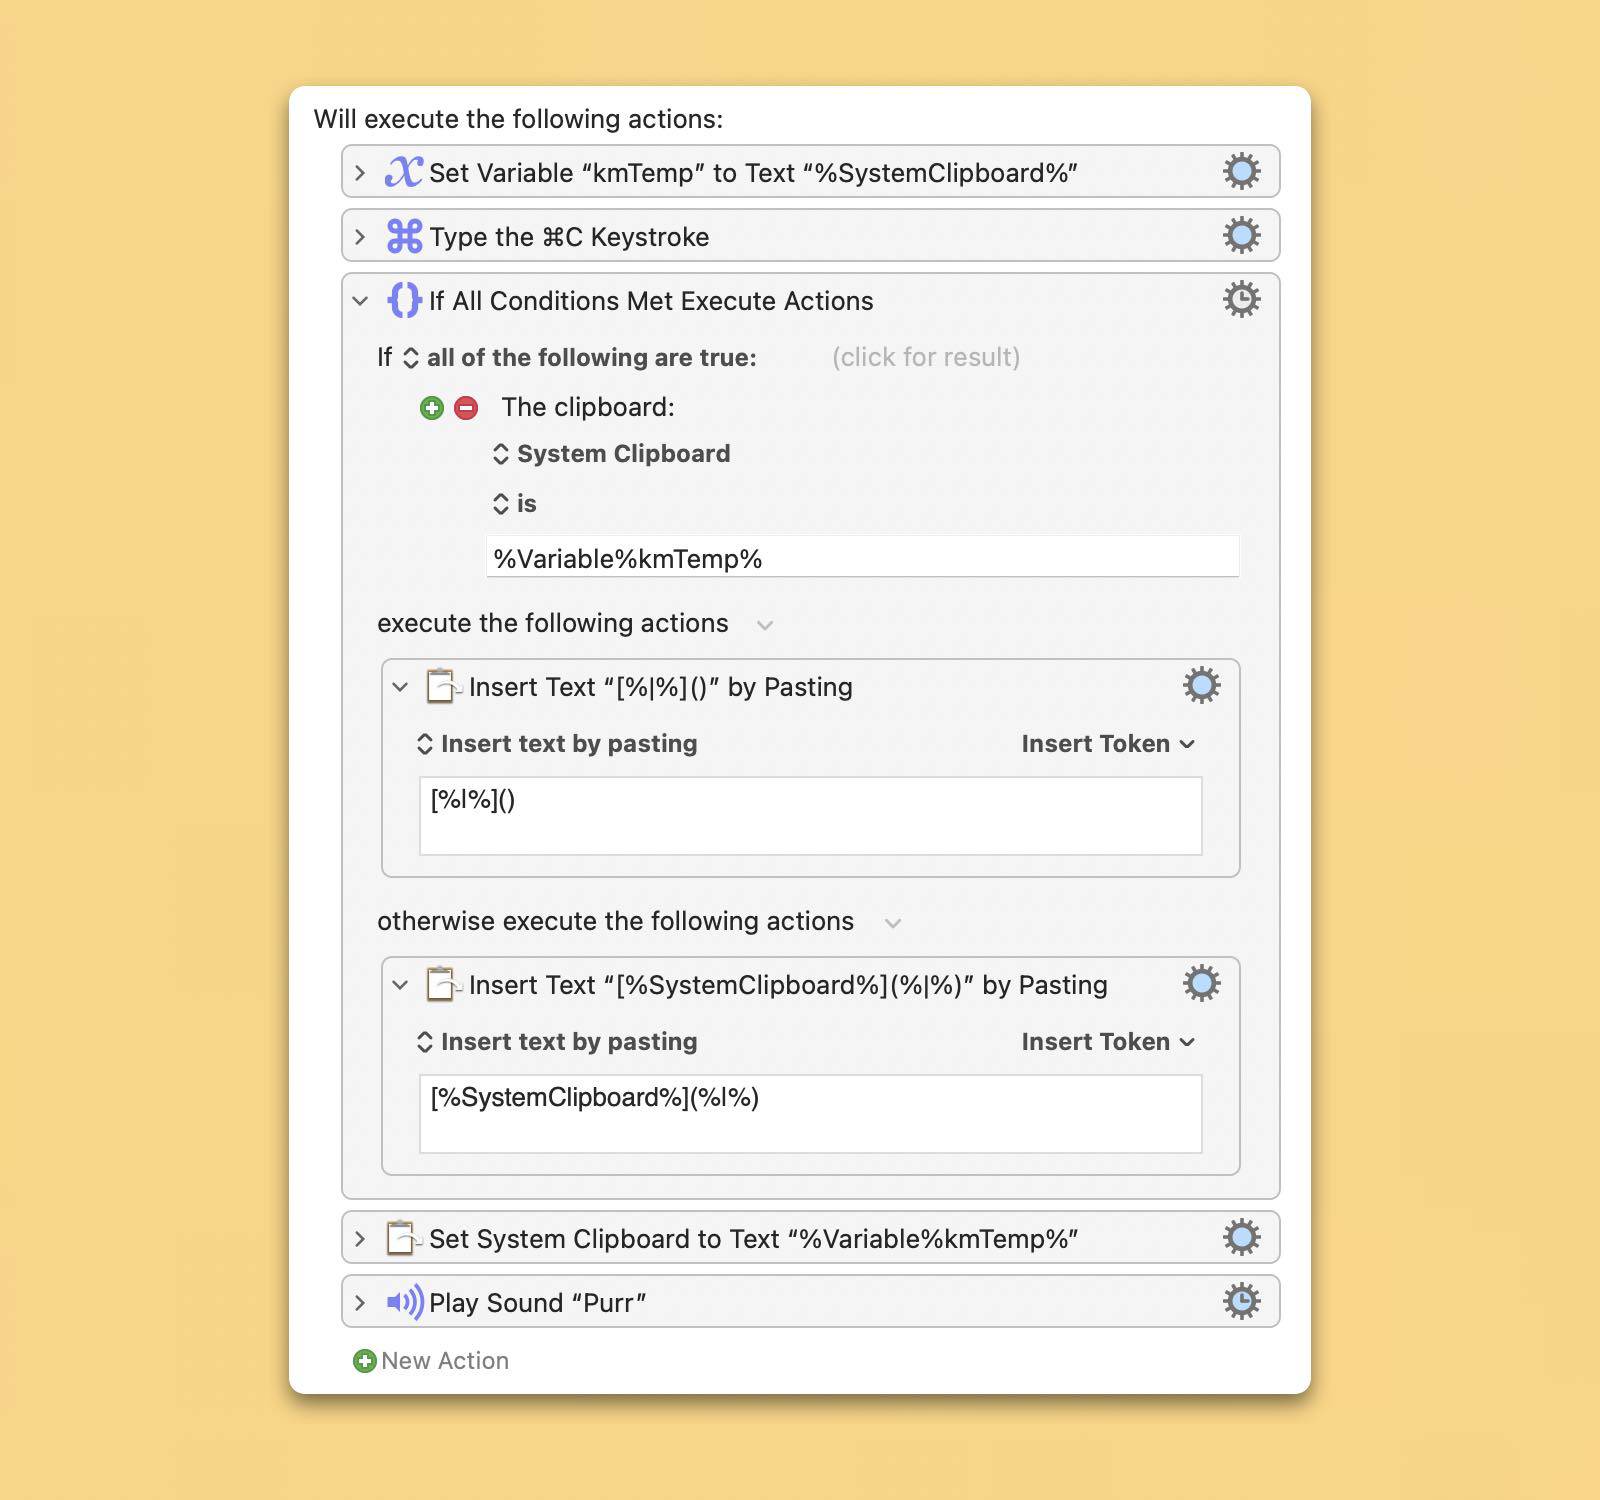 Will execute the following actions:
Set Variable “kmTemp” to Text “%SystemClipboard%”
Type the ⌘C Keystroke
If All Conditions Met Execute Actions
If all of the following are true: (click for result)
The clipboard:
System Clipboard
is
%Variable%kmTemp%
execute the following actions
Insert Text “[%|%]()” by Pasting
Insert text by pasting Insert Token
[%|%]()
otherwise execute the following actions
Insert Text “[%SystemClipboard%](%|%)” by Pasting
Insert text by pasting Insert Token
[%SystemClipboard%](%|%)
Set System Clipboard to Text “%Variable%kmTemp%”
Play Sound “Purr”
New Action